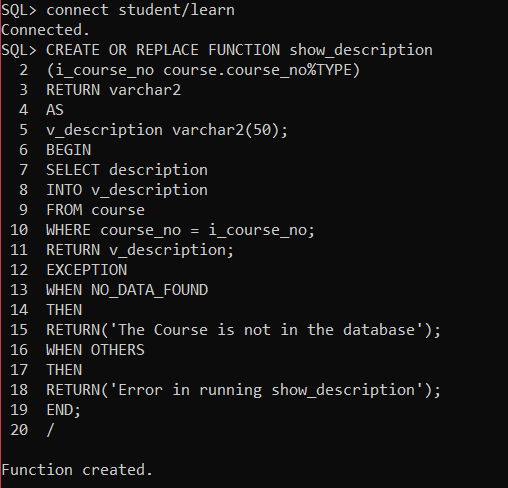 SQL> connect student/learn
Connected.
SQL> CREATE OR REPLACE FUNCTION show_description
  2  (i_course_no course.course_no%TYPE)
  3  RETURN varchar2
  4  AS
  5  v_description varchar2(50);
  6  BEGIN
  7  SELECT description
  8  INTO v_description
  9  FROM course
 10  WHERE course_no = i_course_no;
 11  RETURN v_description;
 12  EXCEPTION
 13  WHEN NO_DATA_FOUND
 14  THEN
 15  RETURN('The Course is not in the database');
 16  WHEN OTHERS
 17  THEN
 18  RETURN('Error in running show_description');
 19  END;
 20  /
Function created.